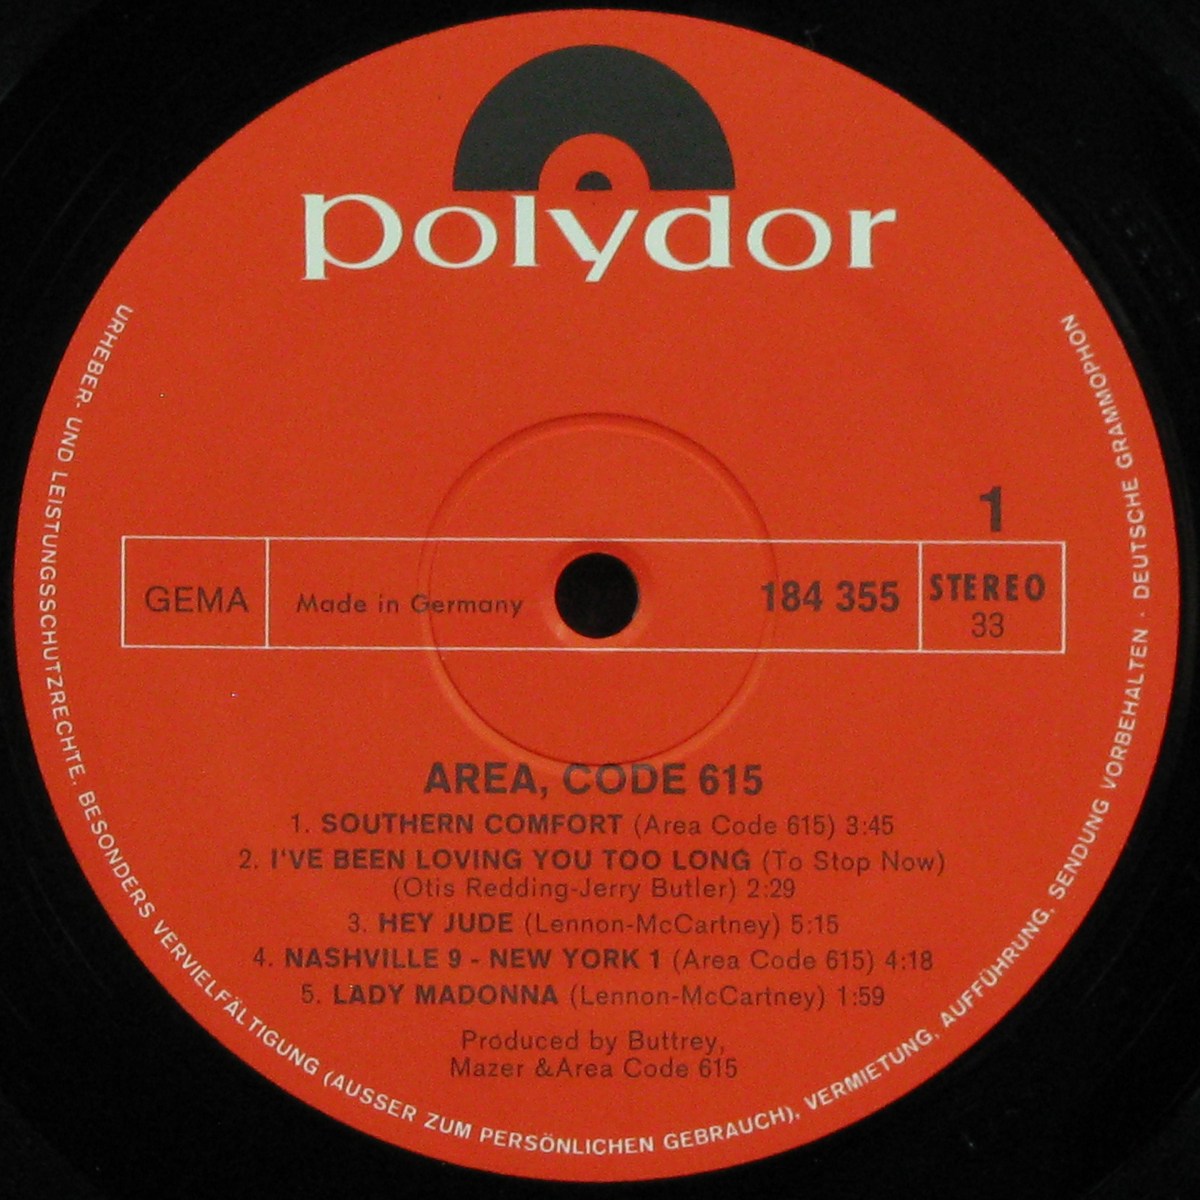 polydor
URHEBER- UND LEISTUNGSSCHUTZRECHTE, BESONDERS VERVIELFÄLTIGUNG (AUSSER ZUM PERSÖNLICHEN GEBRAUCH), VERMIETUNG, AUFFÜHRUNG, SENDUNG VORBEHALTEN · DEUTSCHE GRAMMOPHON
1
GEMA Made in Germany 184 355 STEREO
33
AREA, CODE 615
1. SOUTHERN COMFORT (Area Code 615) 3:45
2. I'VE BEEN LOVING YOU TOO LONG (To Stop Now)
(Otis Redding-Jerry Butler) 2:29
3. HEY JUDE (Lennon-McCartney) 5:15
4. NASHVILLE 9 - NEW YORK 1 (Area Code 615) 4:18
5. LADY MADONNA (Lennon-McCartney) 1:59
Produced by Buttrey,
Mazer &Area Code 615